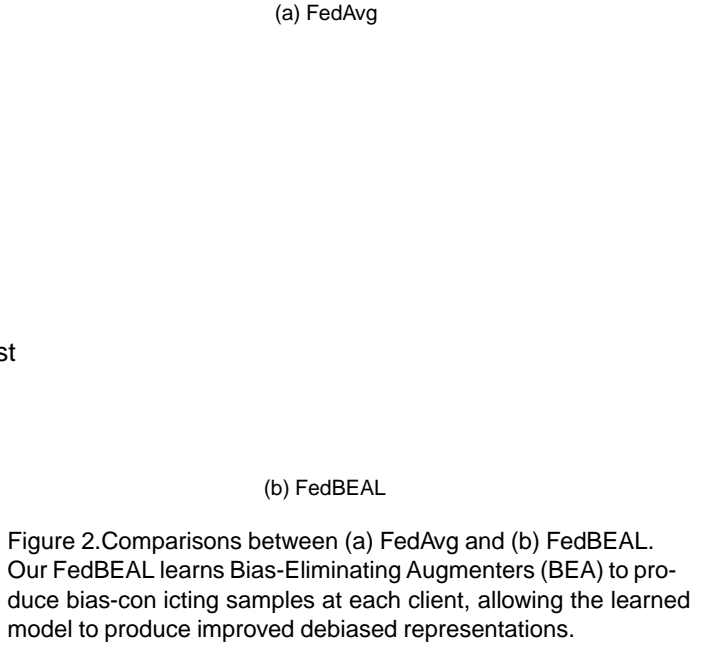 (a) FedAvg
st
(b) FedBEAL
Figure 2.Comparisons between (a) FedAvg and (b) FedBEAL.
Our FedBEAL learns Bias-Eliminating Augmenters (BEA) to pro-
duce bias-con icting samples at each client, allowing the learned
model to produce improved debiased representations.